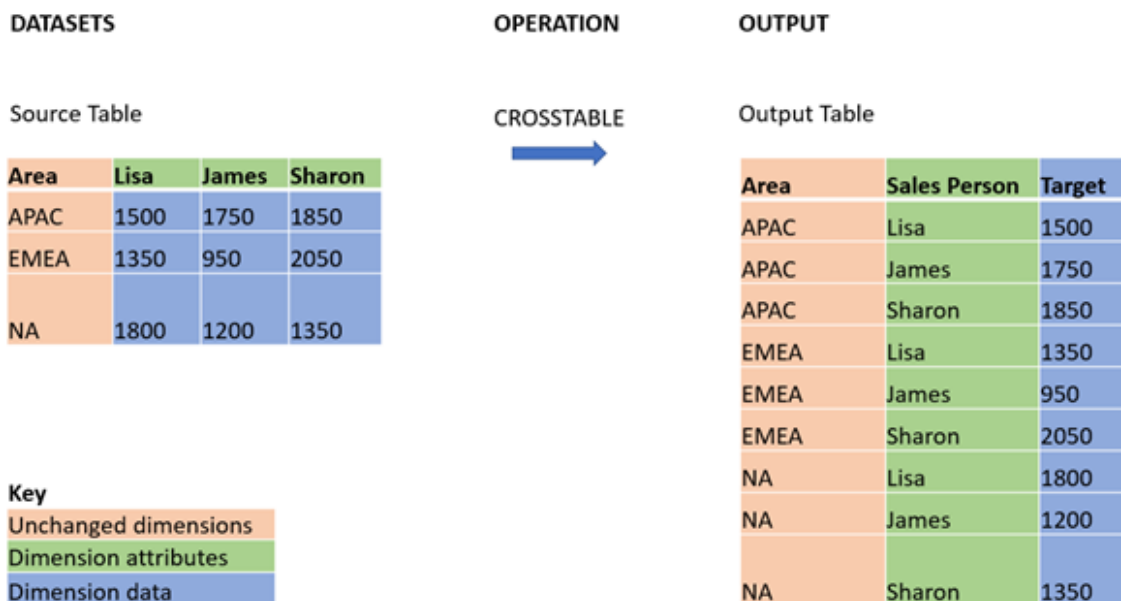 DATASETS
OPERATION
OUTPUT
Source Table
CROSSTABLE
Output Table
Area Lisa James Sharon
APAC 1500 1750 1850
EMEA 1350 950 2050
NA 1800 1200 1350
Key
Unchanged dimensions
Dimension attributes
Dimension data
Area Sales Person Target
APAC Lisa 1500
APAC James 1750
APAC Sharon 1850
EMEA Lisa 1350
EMEA James 950
EMEA Sharon 2050
NA Lisa 1800
NA James 1200
NA Sharon 1350